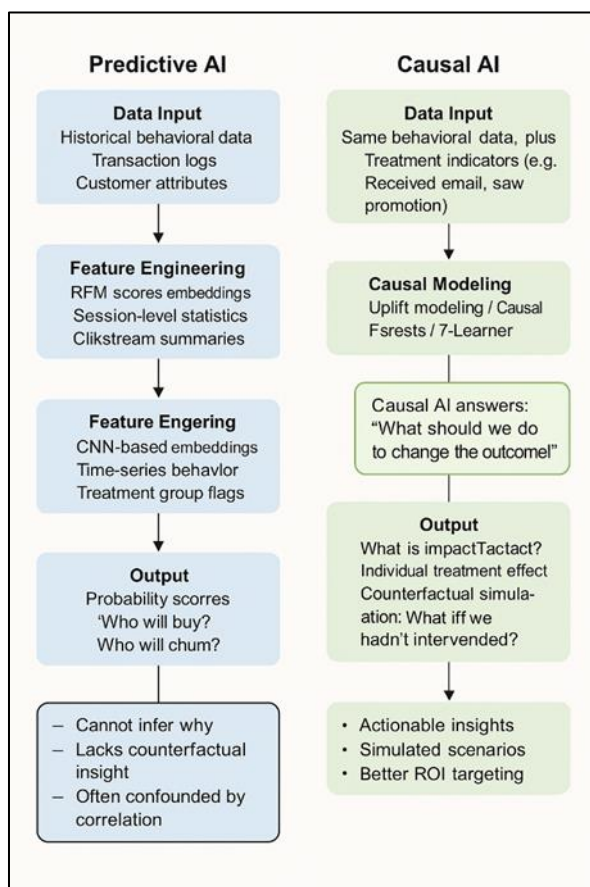 Predictive AI
Data Input
Historical behavioral data
Transaction logs
Customer attributes
Feature Engineering
RFM scores embeddings
Session-level statistics
Clikstream summaries
Feature Engering
CNN-based embeddings
Time-series behavlor
Treatment group flags
Output
Probability scorres
'Who will buy?
Who will chum?
– Cannot infer why
– Lacks counterfactual
insight
– Often confounded by
correlation
Causal AI
Data Input
Same behavioral data, plus
Treatment indicators (e.g.
Received email, saw
promotion)
Causal Modeling
Uplift modeling / Causal
Fsrests / 7-Learner
Causal AI answers:
"What should we do
to change the outcome!"
Output
What is impactTactact?
Individual treatment effect
Counterfactual simula-
ation: What iff we
hadn't intervended?
• Actionable insights
• Simulated scenarios
• Better ROI targeting